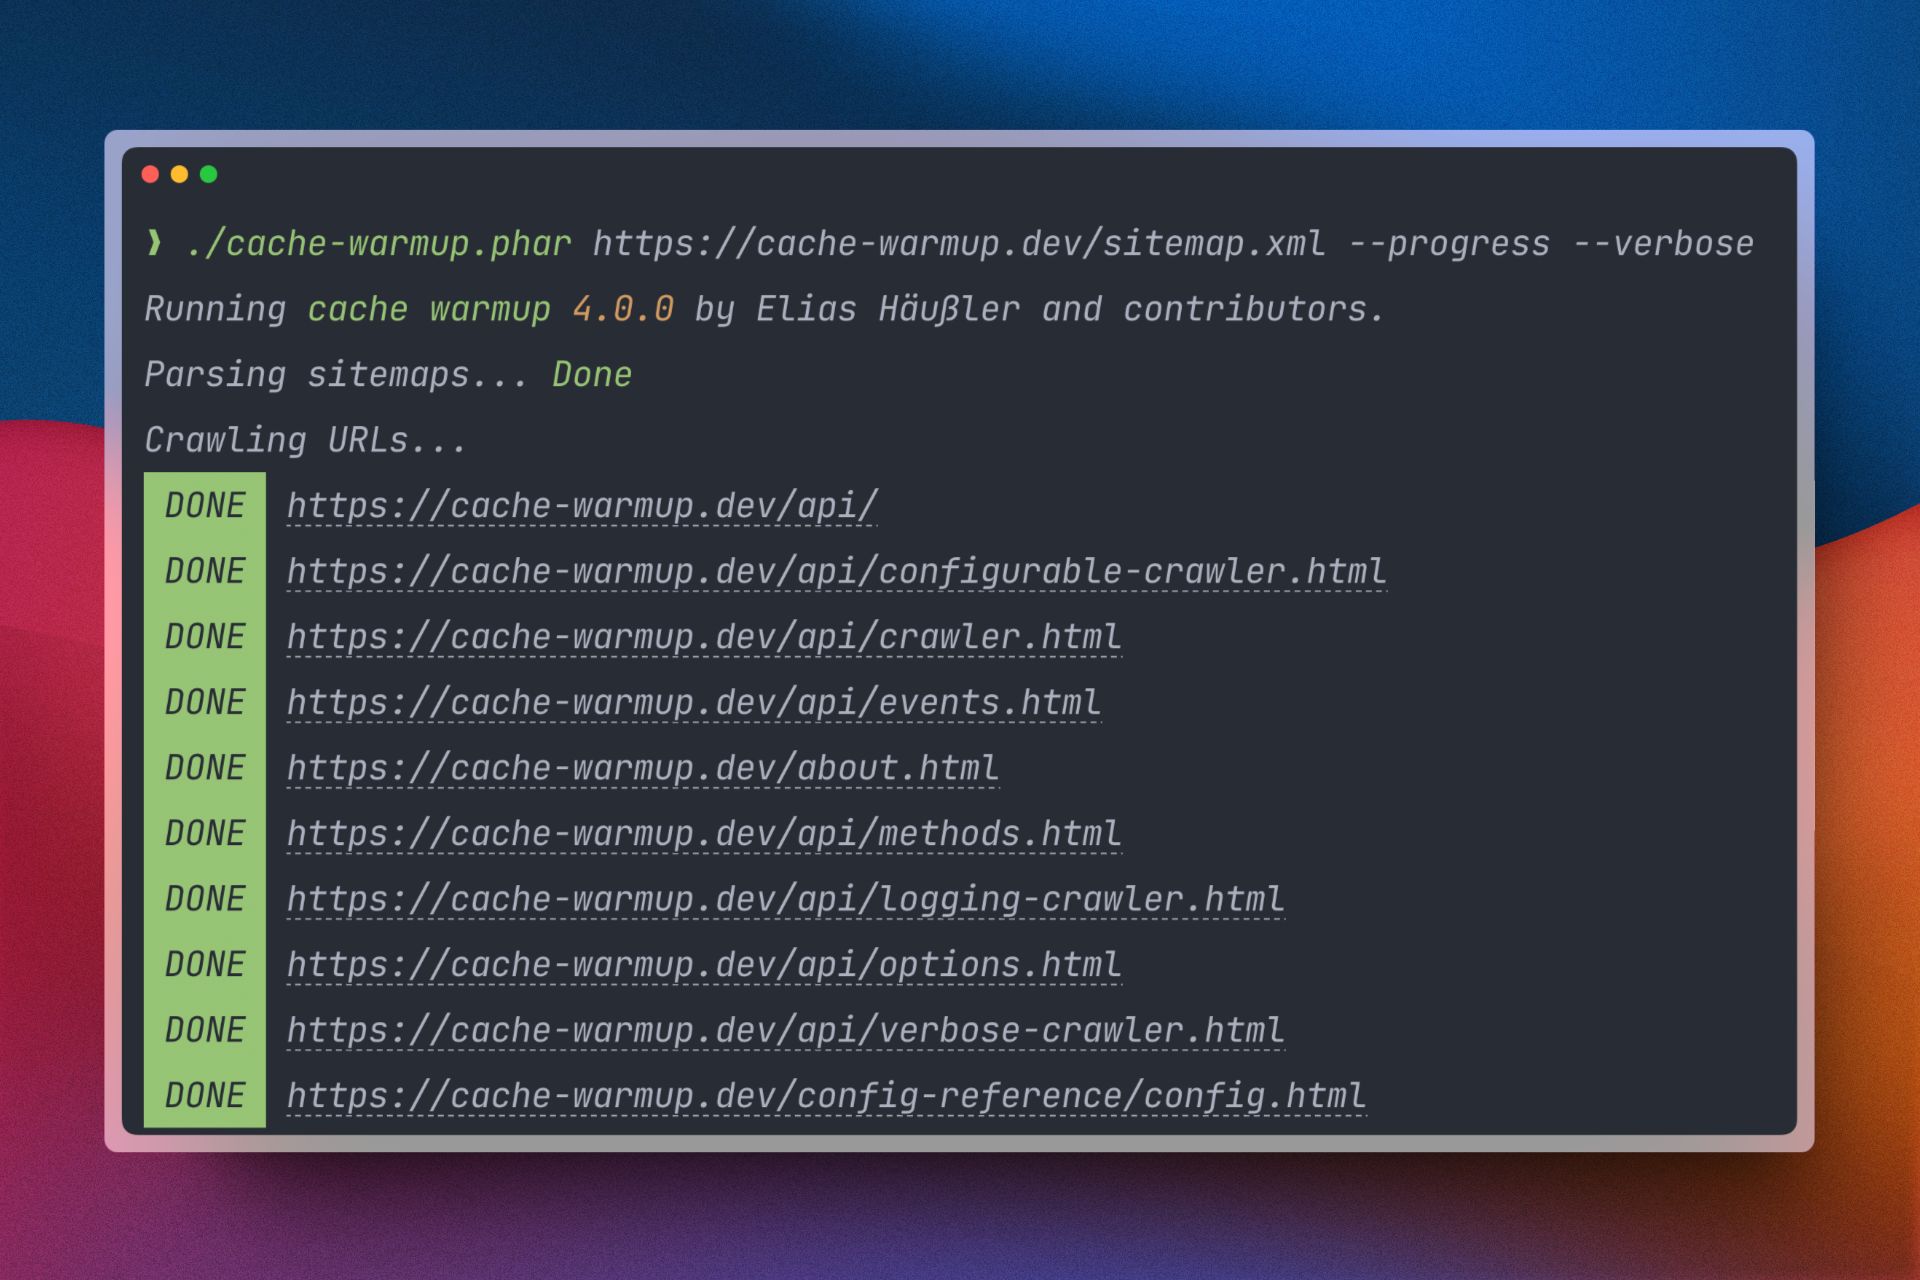 ❱ ./cache-warmup.phar https://cache-warmup.dev/sitemap.xml --progress --verbose
Running cache warmup 4.0.0 by Elias Häußler and contributors.
Parsing sitemaps... Done
Crawling URLs...
DONE https://cache-warmup.dev/api/
DONE https://cache-warmup.dev/api/configurable-crawler.html
DONE https://cache-warmup.dev/api/crawler.html
DONE https://cache-warmup.dev/api/events.html
DONE https://cache-warmup.dev/about.html
DONE https://cache-warmup.dev/api/methods.html
DONE https://cache-warmup.dev/api/logging-crawler.html
DONE https://cache-warmup.dev/api/options.html
DONE https://cache-warmup.dev/api/verbose-crawler.html
DONE https://cache-warmup.dev/config-reference/config.html